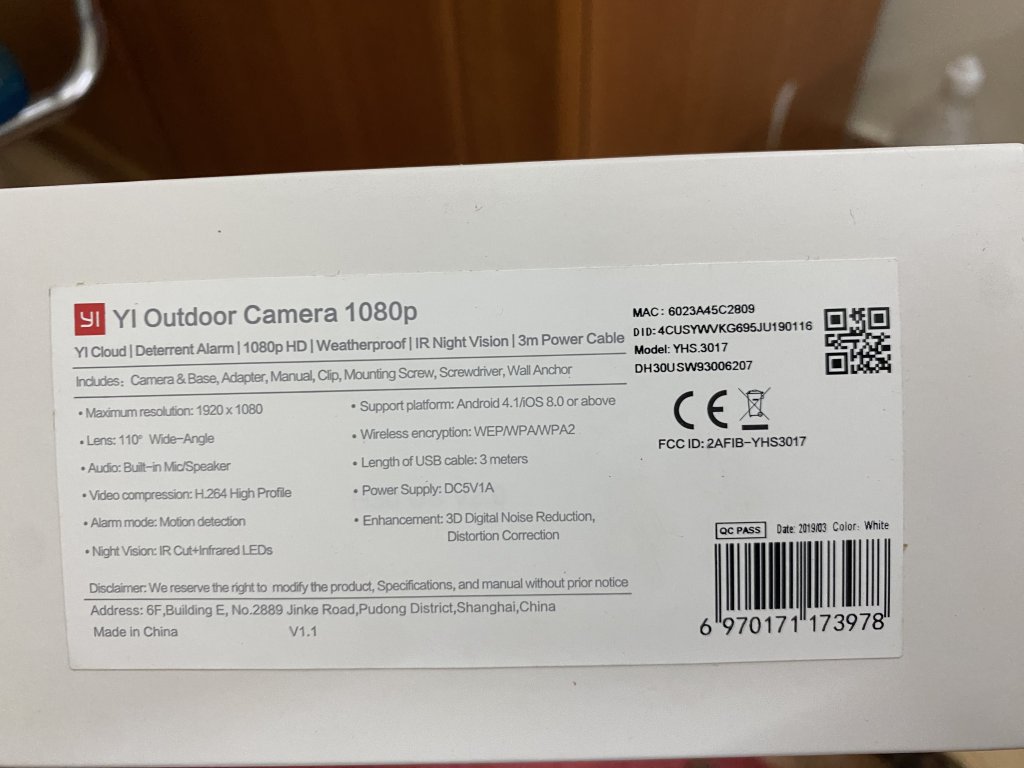 YI YI Outdoor Camera 1080p
YI Cloud | Deterrent Alarm | 1080p HD | Weatherproof | IR Night Vision | 3m Power Cable
Includes: Camera & Base, Adapter, Manual, Clip, Mounting Screw, Screwdriver, Wall Anchor
• Maximum resolution: 1920 x 1080
• Lens: 110° Wide-Angle
• Audio: Built-in Mic/Speaker
• Video compression: H.264 High Profile
• Alarm mode: Motion detection
• Night Vision: IR Cut+Infrared LEDs
• Support platform: Android 4.1/iOS 8.0 or above
• Wireless encryption: WEP/WPA/WPA2
• Length of USB cable: 3 meters
• Power Supply: DC5V1A
• Enhancement: 3D Digital Noise Reduction,
Distortion Correction
Disclaimer: We reserve the right to modify the product, Specifications, and manual without prior notice
Address: 6F,Building E, No.2889 Jinke Road,Pudong District,Shanghai,China
Made in China V1.1
MAC: 6023A45C2809
DID: 4CUSYWVKG695JU190116
Model: YHS.3017
DH30USW93006207
CE
FCC ID: 2AFIB-YHS3017
QC PASS Date: 2019/03 Color: White
6 970171 173978